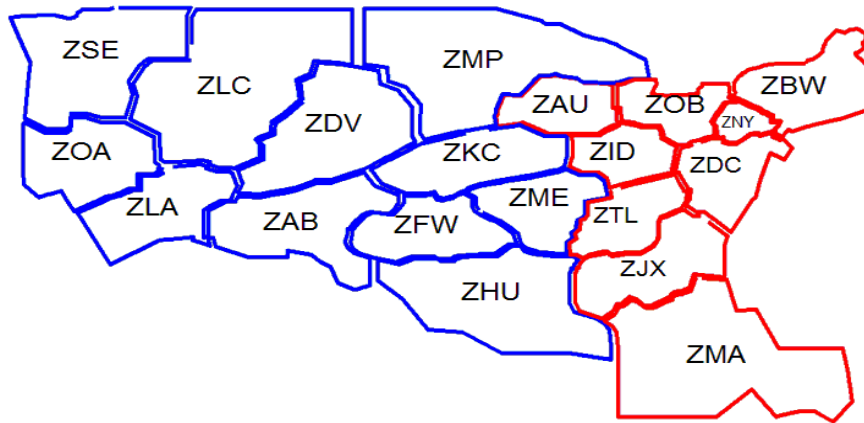 ZSE
ZLC
ZMP
ZBW
ZAU
ZOB
ZNY
ZDV
ZOA
ZKC
ZID
ZDC
ZLA
ZAB
ZFW
ZME
ZTL
ZJX
ZHU
ZMA